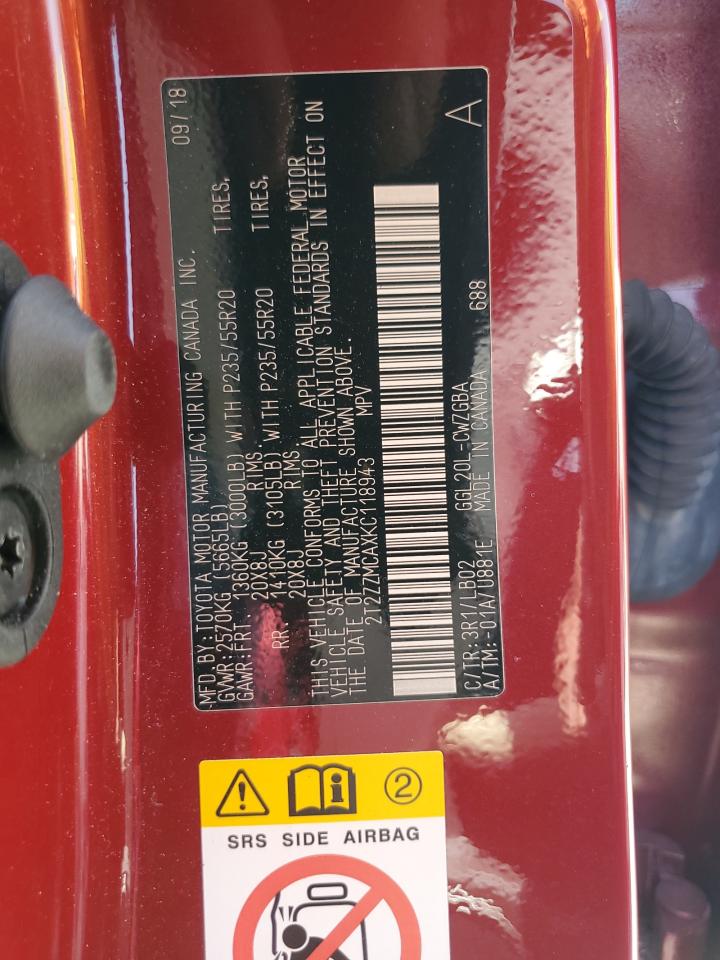 MFD BY:TOYOTA MOTOR MANUFACTURING CANADA INC. 09/18
GVWR:2570KG (5665LB)
GAWR:FRT. 1360KG (3000LB) WITH P235/55R20 TIRES,
20X8J RIMS
RR. 1410KG (3105LB) WITH P235/55R20 TIRES,
20X8J RIMS
THIS VEHICLE CONFORMS TO ALL APPLICABLE FEDERAL MOTOR
VEHICLE SAFETY AND THEFT PREVENTION STANDARDS IN EFFECT ON
THE DATE OF MANUFACTURE SHOWN ABOVE.
2T2ZZMCAXKC118943 MPV
C/TR:3R1/LB02 GGL20L-CWZGBA 688
A/TM:-01A/U881E MADE IN CANADA A
2
SRS SIDE AIRBAG